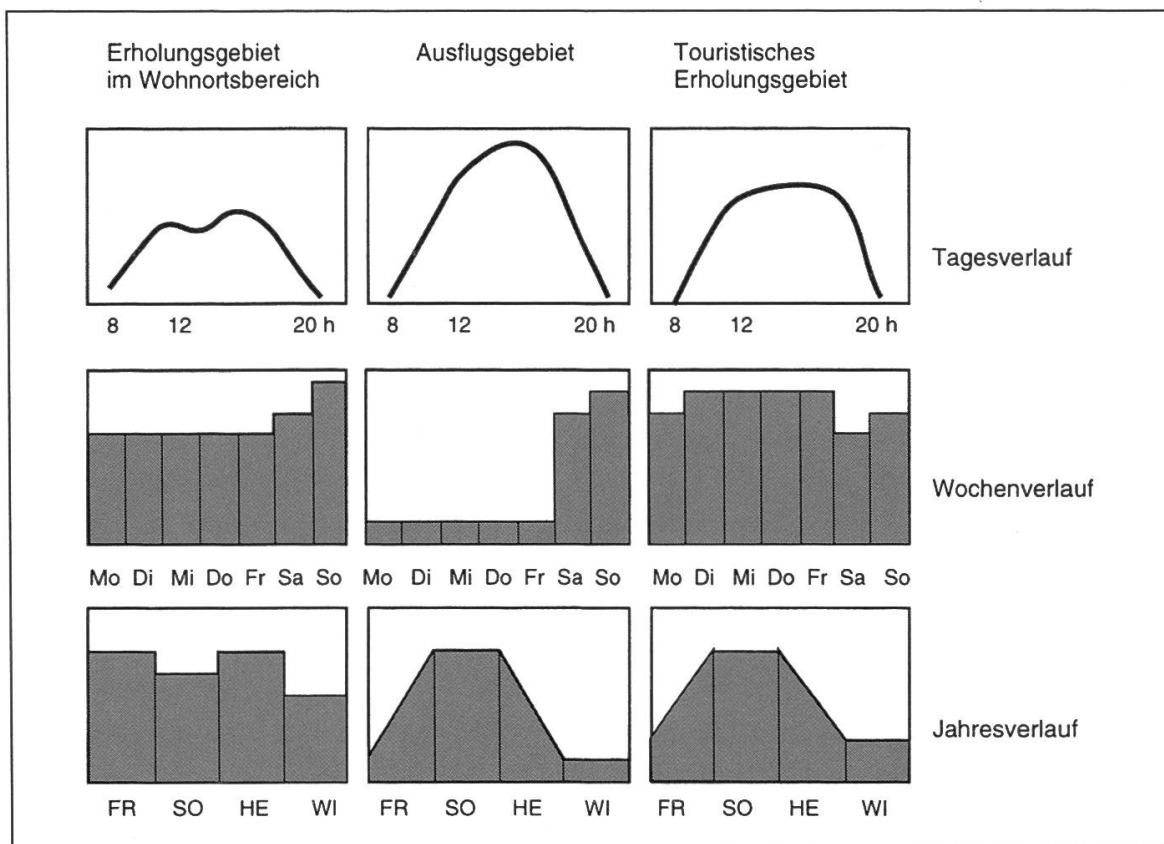 Erholungsgebiet
im Wohnortsbereich
Ausflugsgebiet
Touristisches
Erholungsgebiet
8 12 20 h
8 12 20 h
8 12 20 h
Tagesverlauf
Mo Di Mi Do Fr Sa So
Mo Di Mi Do Fr Sa So
Mo Di Mi Do Fr Sa So
Wochenverlauf
FR SO HE WI
FR SO HE WI
FR SO HE WI
Jahresverlauf